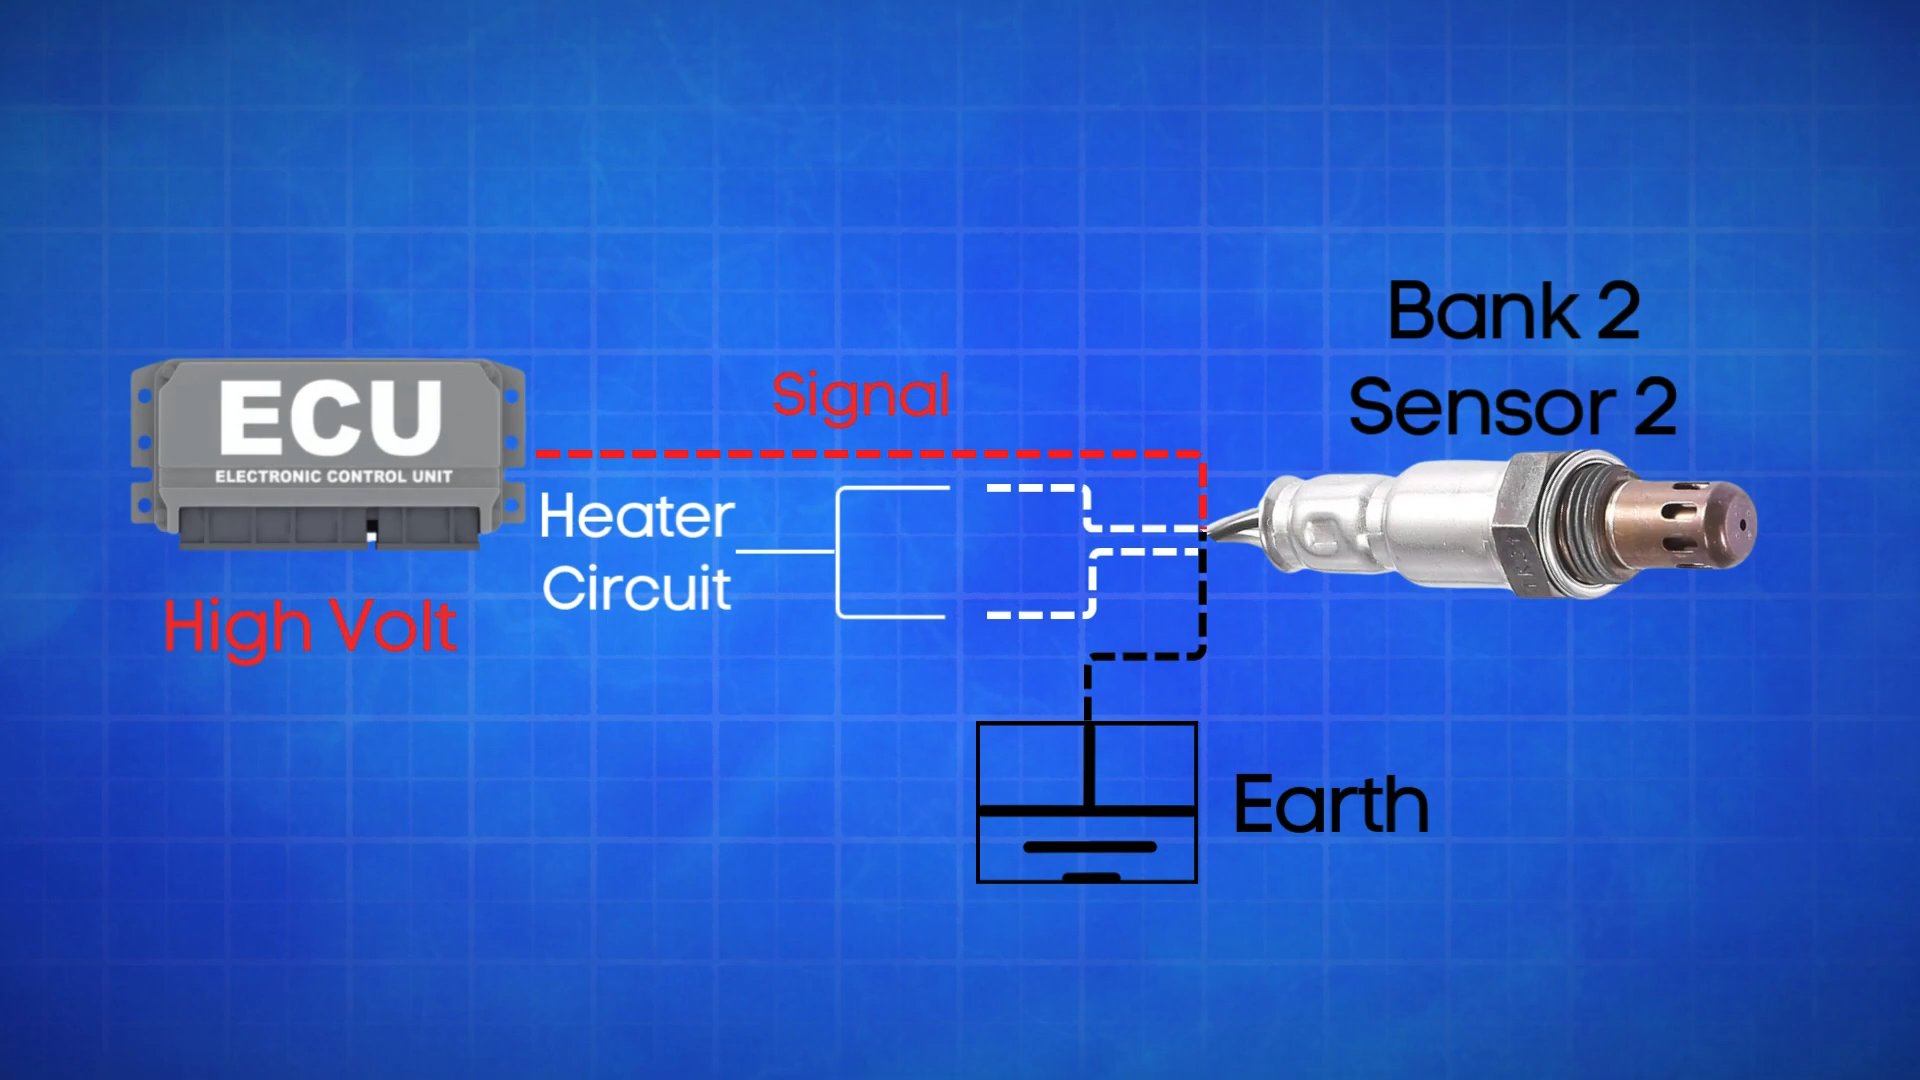 Bank 2
Sensor 2
Signal
ECU
ELECTRONIC CONTROL UNIT
Heater
Circuit
High Volt
Earth